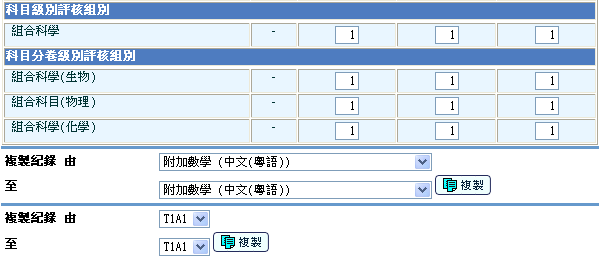 科目級別評核組別
組合科學 - 1 1 1
科目分卷級別評核組別
組合科學(生物) - 1 1 1
組合科目(物理) - 1 1 1
組合科學(化學) - 1 1 1
複製紀錄 由 附加數學 (中文(粵語))
至 附加數學 (中文(粵語)) 複製
複製紀錄 由 T1A1
至 T1A1 複製